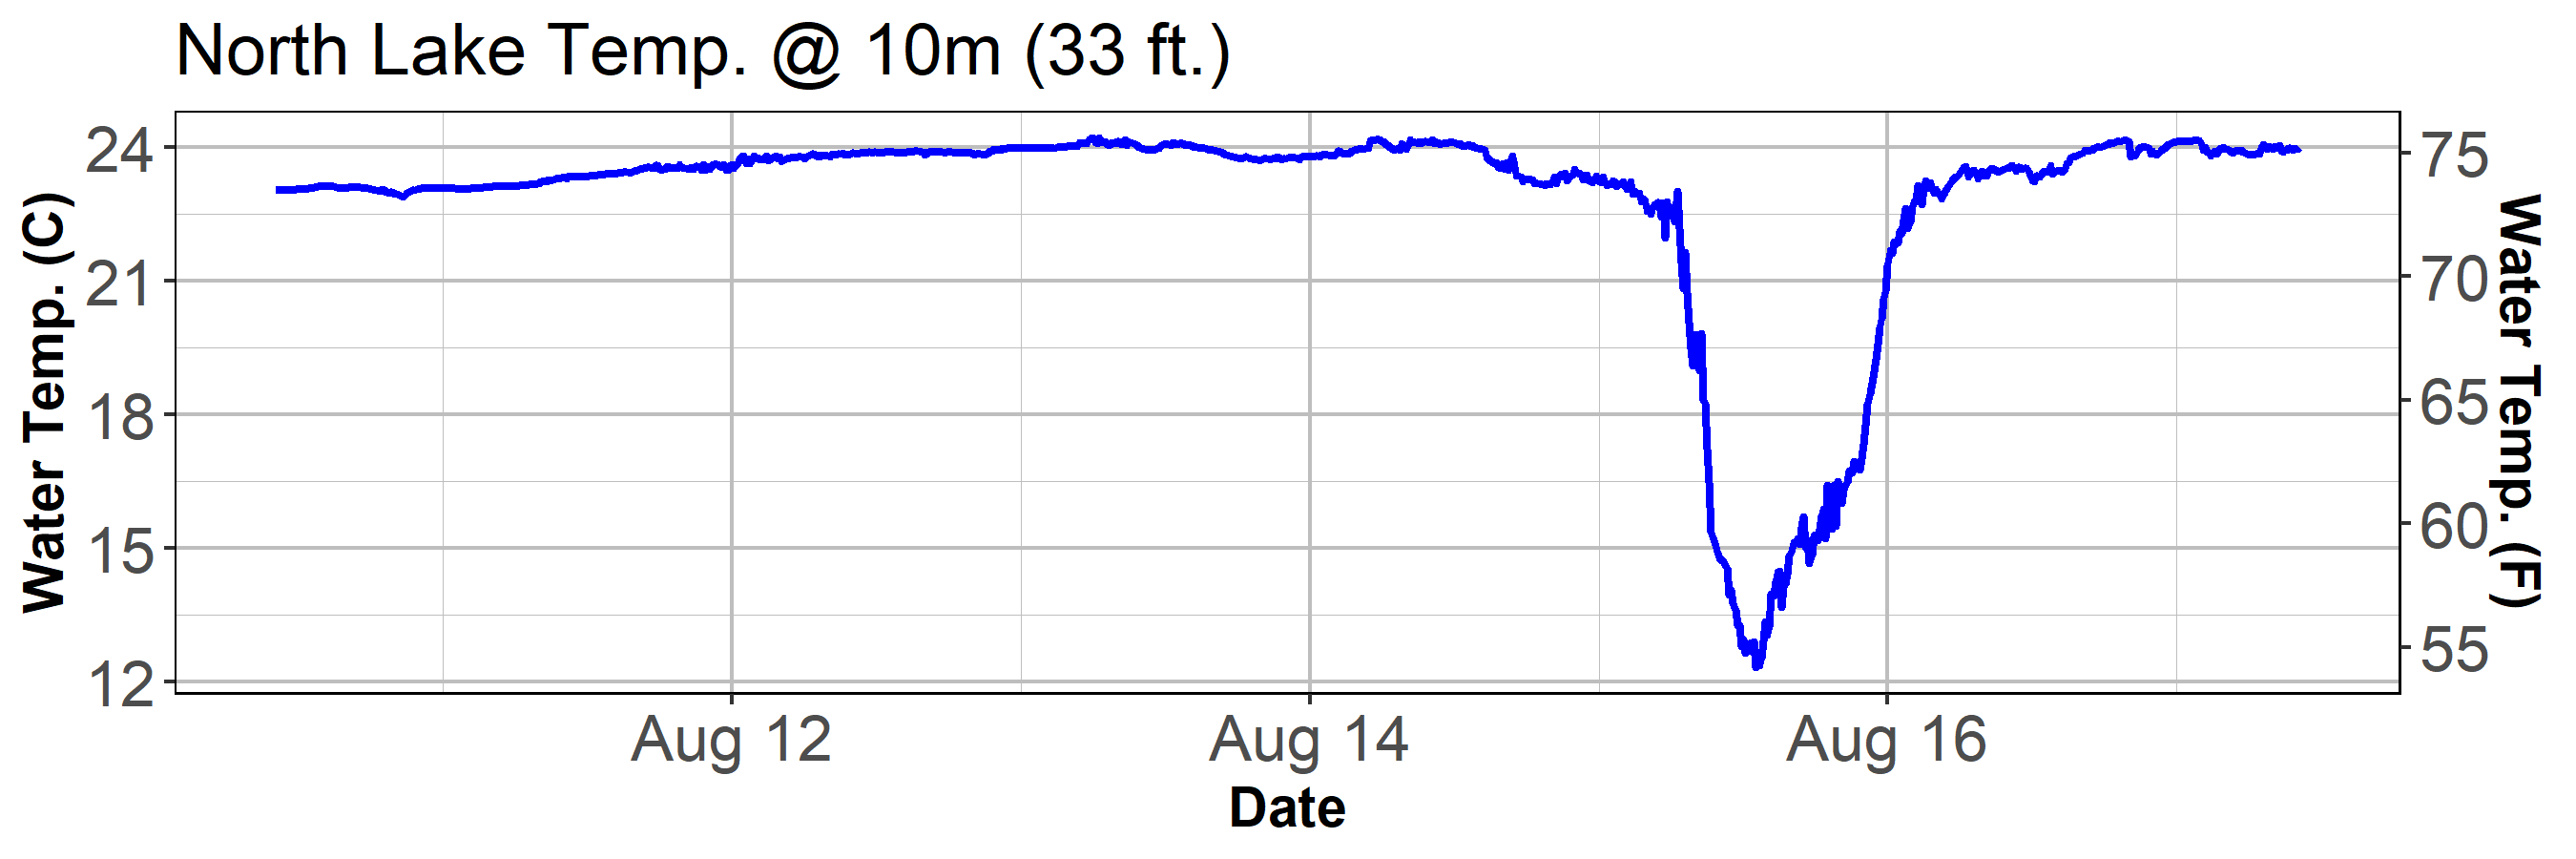 North Lake Temp. @ 10m (33 ft.)
Water Temp. (C)
24
21
18
15
12
75
70
65
60
55
Water Temp. (F)
Aug 12 Aug 14 Aug 16
Date